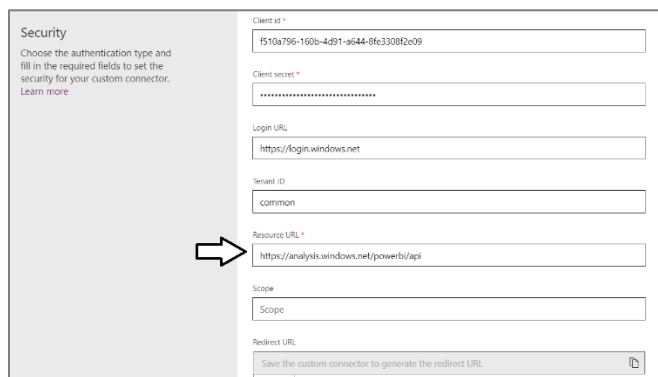 Security
Choose the authentication type and
fill in the required fields to set the
security for your custom connector.
Learn more
Client id *
f510a796-160b-4d91-a644-8fe3308f2e09
Client secret *
••••••••••••••••••••••••••••••••
Login URL
https://login.windows.net
Tenant ID
common
Resource URL *
https://analysis.windows.net/powerbi/api
Scope
Scope
Redirect URL
Save the custom connector to generate the redirect URL